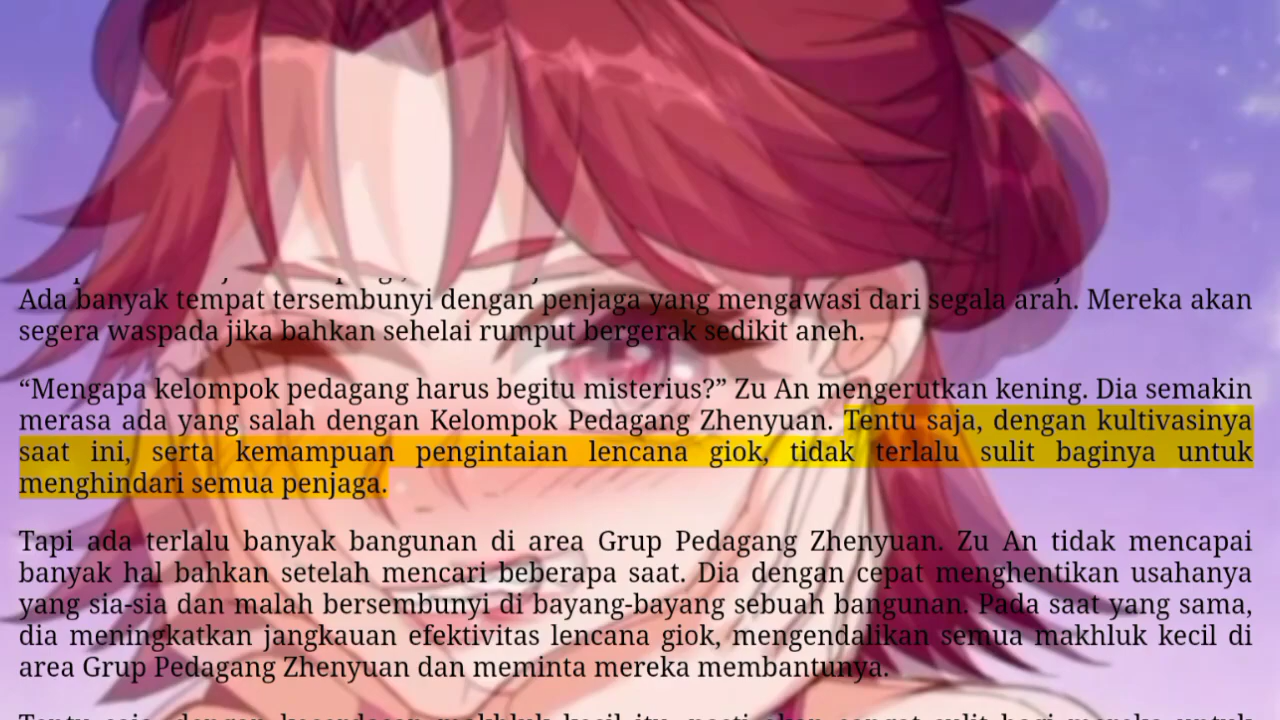 Ada banyak tempat tersembunyi dengan penjaga yang mengawasi dari segala arah. Mereka akan
segera waspada jika bahkan sehelai rumput bergerak sedikit aneh.
“Mengapa kelompok pedagang harus begitu misterius?” Zu An mengerutkan kening. Dia semakin
merasa ada yang salah dengan Kelompok Pedagang Zhenyuan. Tentu saja, dengan kultivasinya
saat ini, serta kemampuan pengintaian lencana giok, tidak terlalu sulit baginya untuk
menghindari semua penjaga.
Tapi ada terlalu banyak bangunan di area Grup Pedagang Zhenyuan. Zu An tidak mencapai
banyak hal bahkan setelah mencari beberapa saat. Dia dengan cepat menghentikan usahanya
yang sia-sia dan malah bersembunyi di bayang-bayang sebuah bangunan. Pada saat yang sama,
dia meningkatkan jangkauan efektivitas lencana giok, mengendalikan semua makhluk kecil di
area Grup Pedagang Zhenyuan dan meminta mereka membantunya.